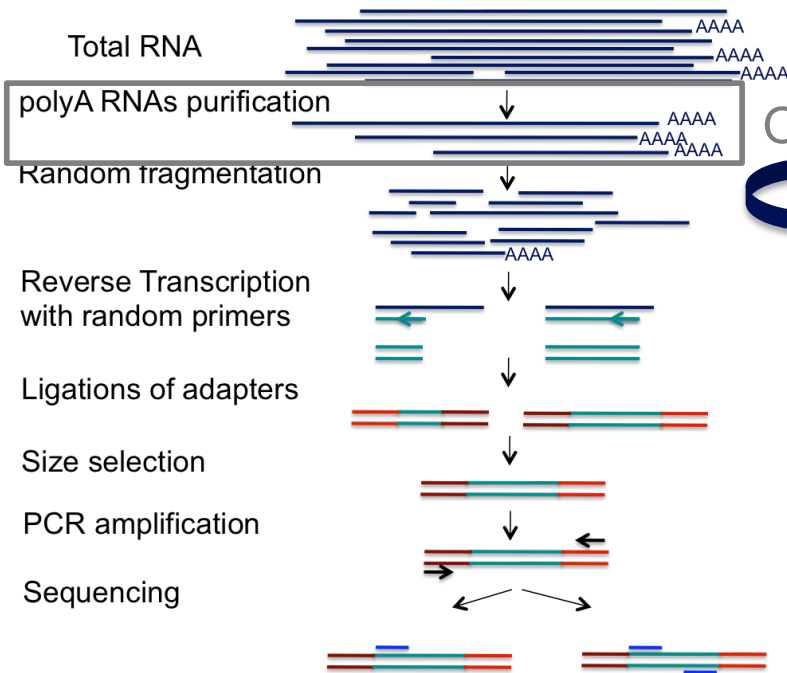 Total RNA
AAAA
AAAA
AAAA
polyA RNAs purification
AAAA
AAAA
AAAA
Random fragmentation
AAAA
Reverse Transcription
with random primers
Ligations of adapters
Size selection
PCR amplification
Sequencing